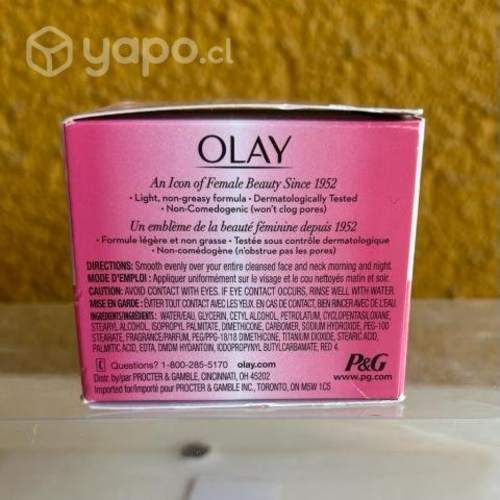 yapo.cl
OLAY
An Icon of Female Beauty Since 1952
• Light, non-greasy formula • Dermatologically Tested
• Non-Comedogenic (won't clog pores)
Un emblème de la beauté féminine depuis 1952
• Formule légère et non grasse • Testée sous contrôle dermatologique
• Non-comédogène (n'obstrue pas les pores)
DIRECTIONS: Smooth evenly over your entire cleansed face and neck morning and night.
MODE D'EMPLOI : Appliquer uniformément sur le visage et le cou nettoyés matin et soir.
CAUTION: AVOID CONTACT WITH EYES. IF EYE CONTACT OCCURS, RINSE WELL WITH WATER.
MISE EN GARDE : ÉVITER TOUT CONTACT AVEC LES YEUX. EN CAS DE CONTACT, BIEN RINCER AVEC DE L'EAU.
INGREDIENTS/INGRÉDIENTS: WATER/EAU, GLYCERIN, CETYL ALCOHOL, PETROLATUM, CYCLOPENTASILOXANE,
STEARYL ALCOHOL, ISOPROPYL PALMITATE, DIMETHICONE, CARBOMER, SODIUM HYDROXIDE, PEG-100
STEARATE, FRAGRANCE/PARFUM, PEG/PPG-18/18 DIMETHICONE, TITANIUM DIOXIDE, STEARIC ACID,
PALMITIC ACID, EDTA, DMDM HYDANTOIN, IODOPROPYNYL BUTYLCARBAMATE, RED 4.
Questions? 1-800-285-5170 olay.com
Distr. by/par PROCTER & GAMBLE, CINCINNATI, OH 45202
Imported for/importé pour PROCTER & GAMBLE INC., TORONTO, ON M5W 1C5
P&G
www.pg.com